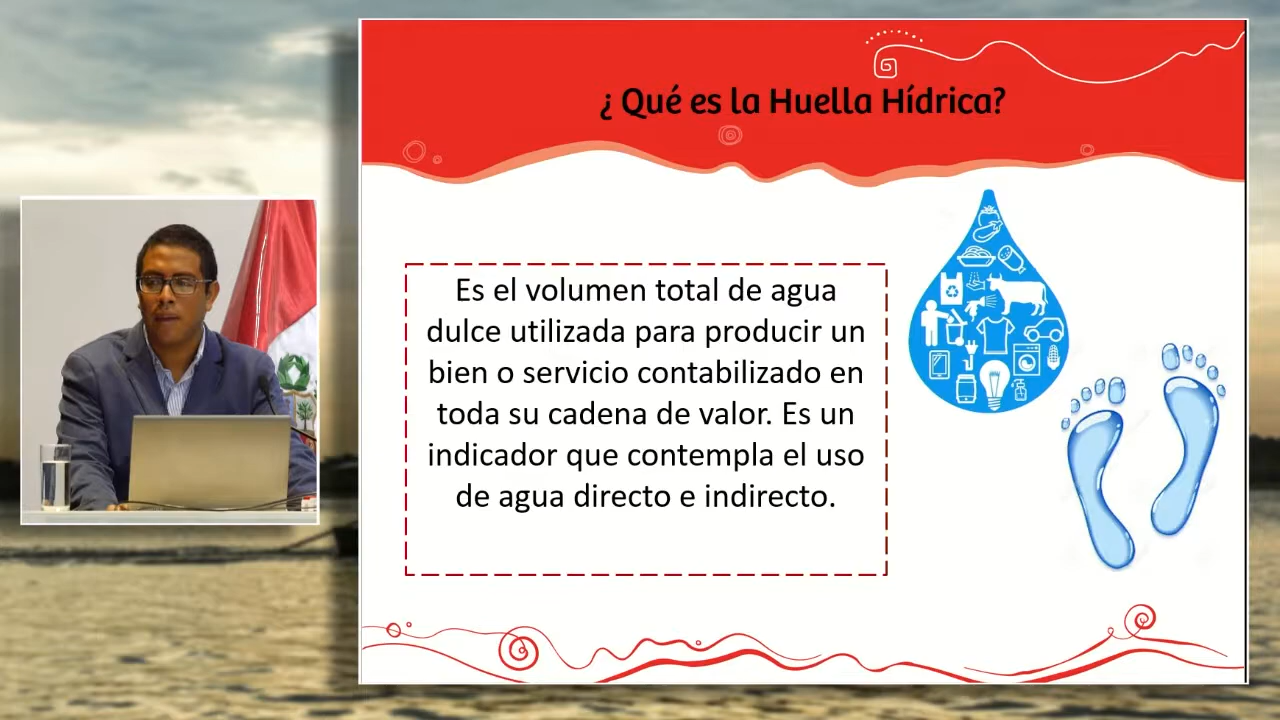 ¿ Qué es la Huella Hídrica?
Es el volumen total de agua
dulce utilizada para producir un
bien o servicio contabilizado en
toda su cadena de valor. Es un
indicador que contempla el uso
de agua directo e indirecto.